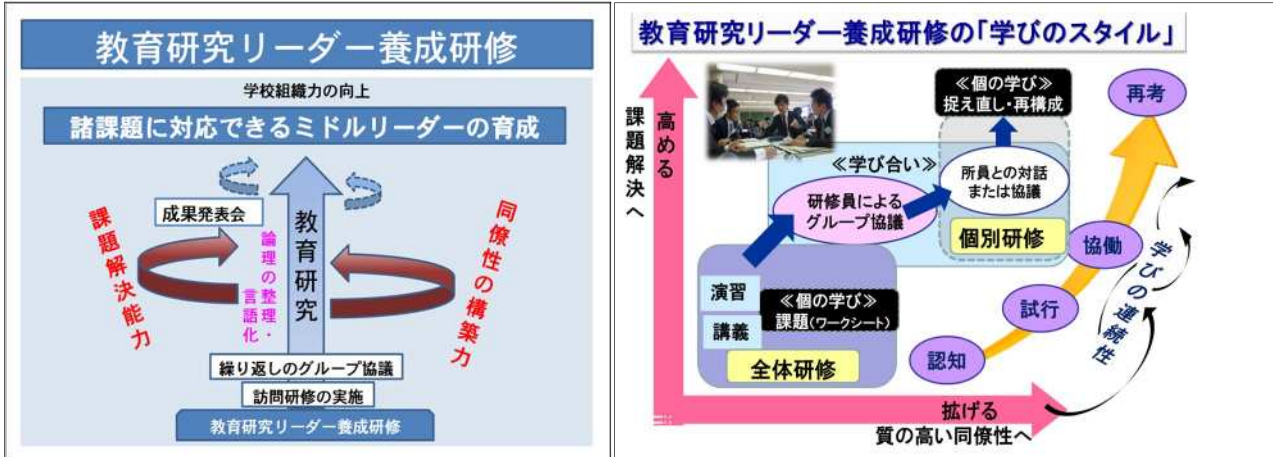 教育研究リーダー養成研修
学校組織力の向上
諸課題に対応できるミドルリーダーの育成
成果発表会
教育研究
論理の整理・
言語化
課題解決能力
同僚性の構築力
繰り返しのグループ協議
訪問研修の実施
教育研究リーダー養成研修
教育研究リーダー養成研修の「学びのスタイル」
課題解決へ
高める
≪個の学び≫
捉え直し・再構成
再考
≪学び合い≫
所員との対話
または協議
研修員による
グループ協議
個別研修
協働
演習
講義
≪個の学び≫
課題(ワークシート)
全体研修
試行
認知
学びの連続性
拡げる
質の高い同僚性へ